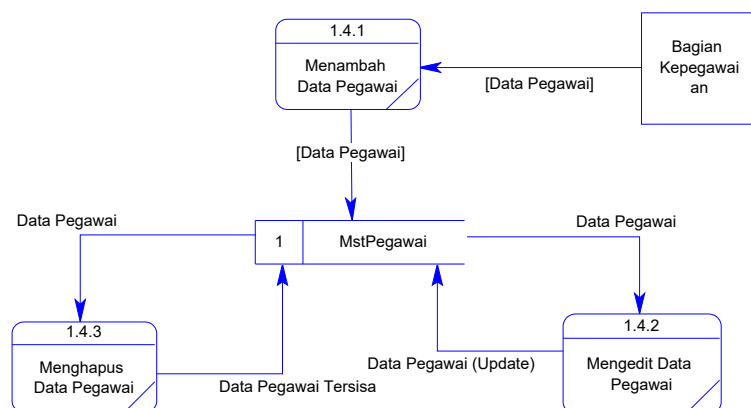 1.4.1
Menambah
Data Pegawai
Bagian
Kepegawai
an
[Data Pegawai]
[Data Pegawai]
Data Pegawai
1
MstPegawai
Data Pegawai
1.4.3
Menghapus
Data Pegawai
Data Pegawai Tersisa
Data Pegawai (Update)
1.4.2
Mengedit Data
Pegawai